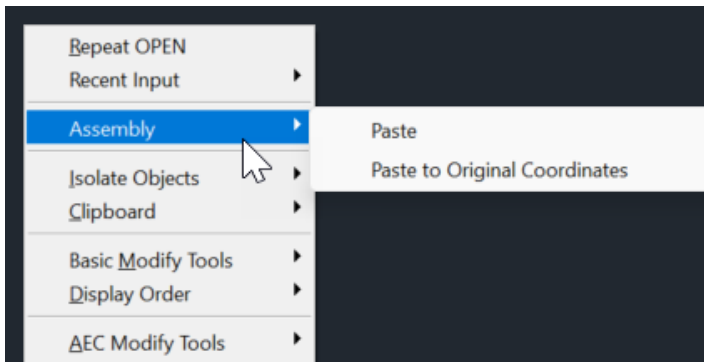 Repeat OPEN
Recent Input
Assembly
Paste
Paste to Original Coordinates
Isolate Objects
Clipboard
Basic Modify Tools
Display Order
AEC Modify Tools